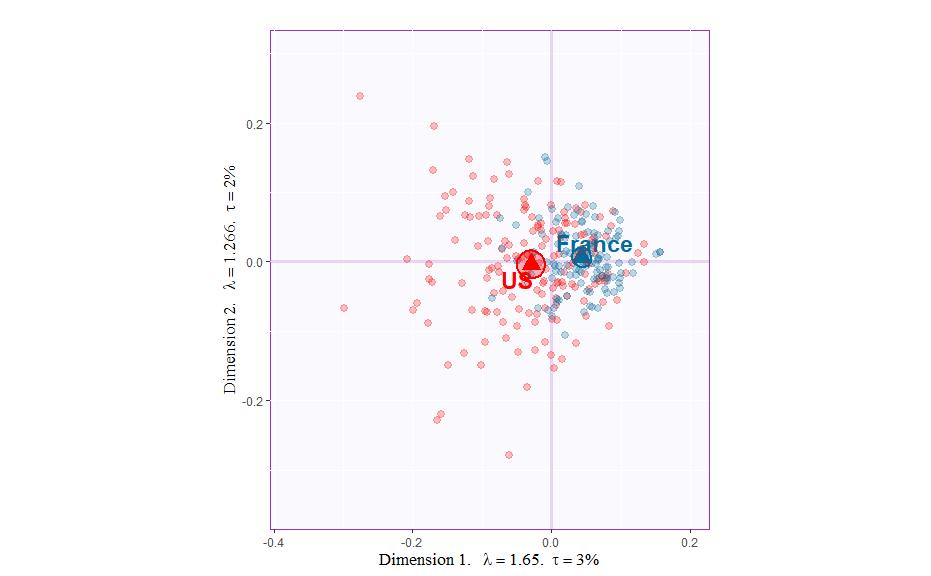 0.2
0.0
-0.2
Dimension 2.   λ = 1.266.  τ = 2%
France
US
-0.4
-0.2
0.0
0.2
Dimension 1.   λ = 1.65.  τ = 3%